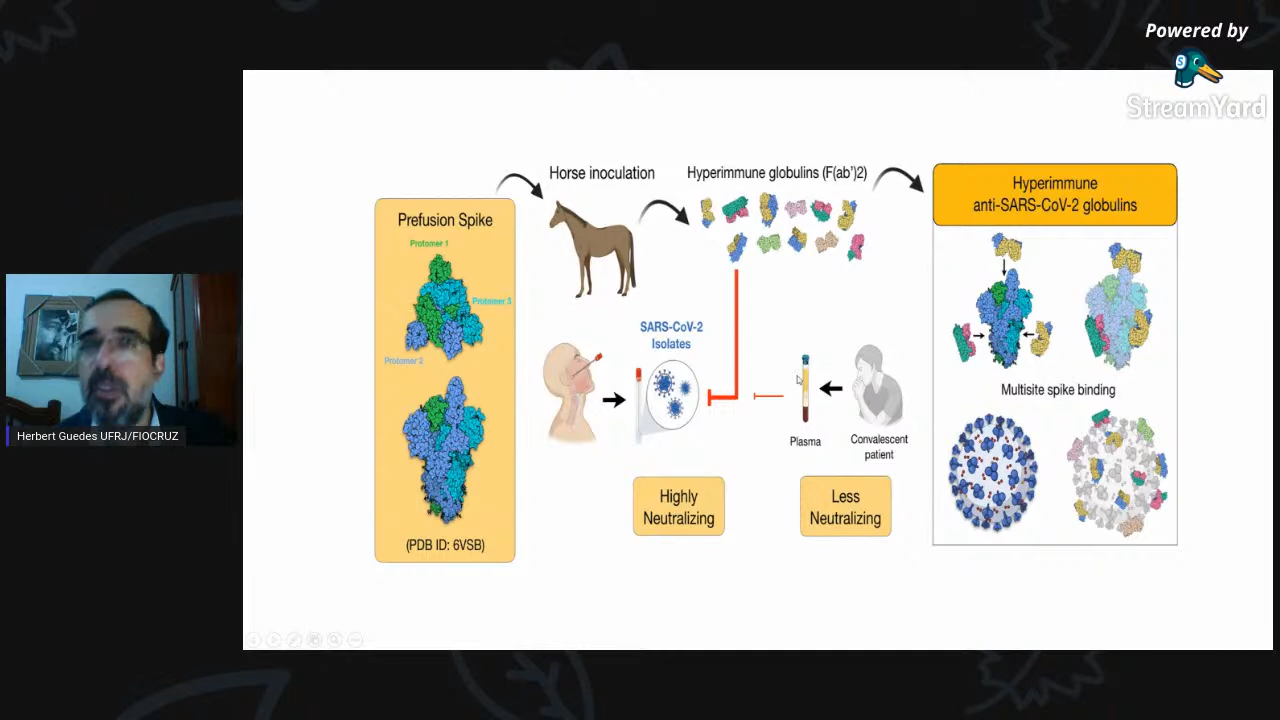 Powered by
StreamYard
Prefusion Spike
Protomer 1
Protomer 3
Protomer 2
(PDB ID: 6VSB)
Horse inoculation
Hyperimmune globulins (F(ab')2)
SARS-CoV-2
Isolates
Plasma
Convalescent
patient
Highly
Neutralizing
Less
Neutralizing
Hyperimmune
anti-SARS-CoV-2 globulins
Multisite spike binding
Herbert Guedes UFRJ/FIOCRUZ